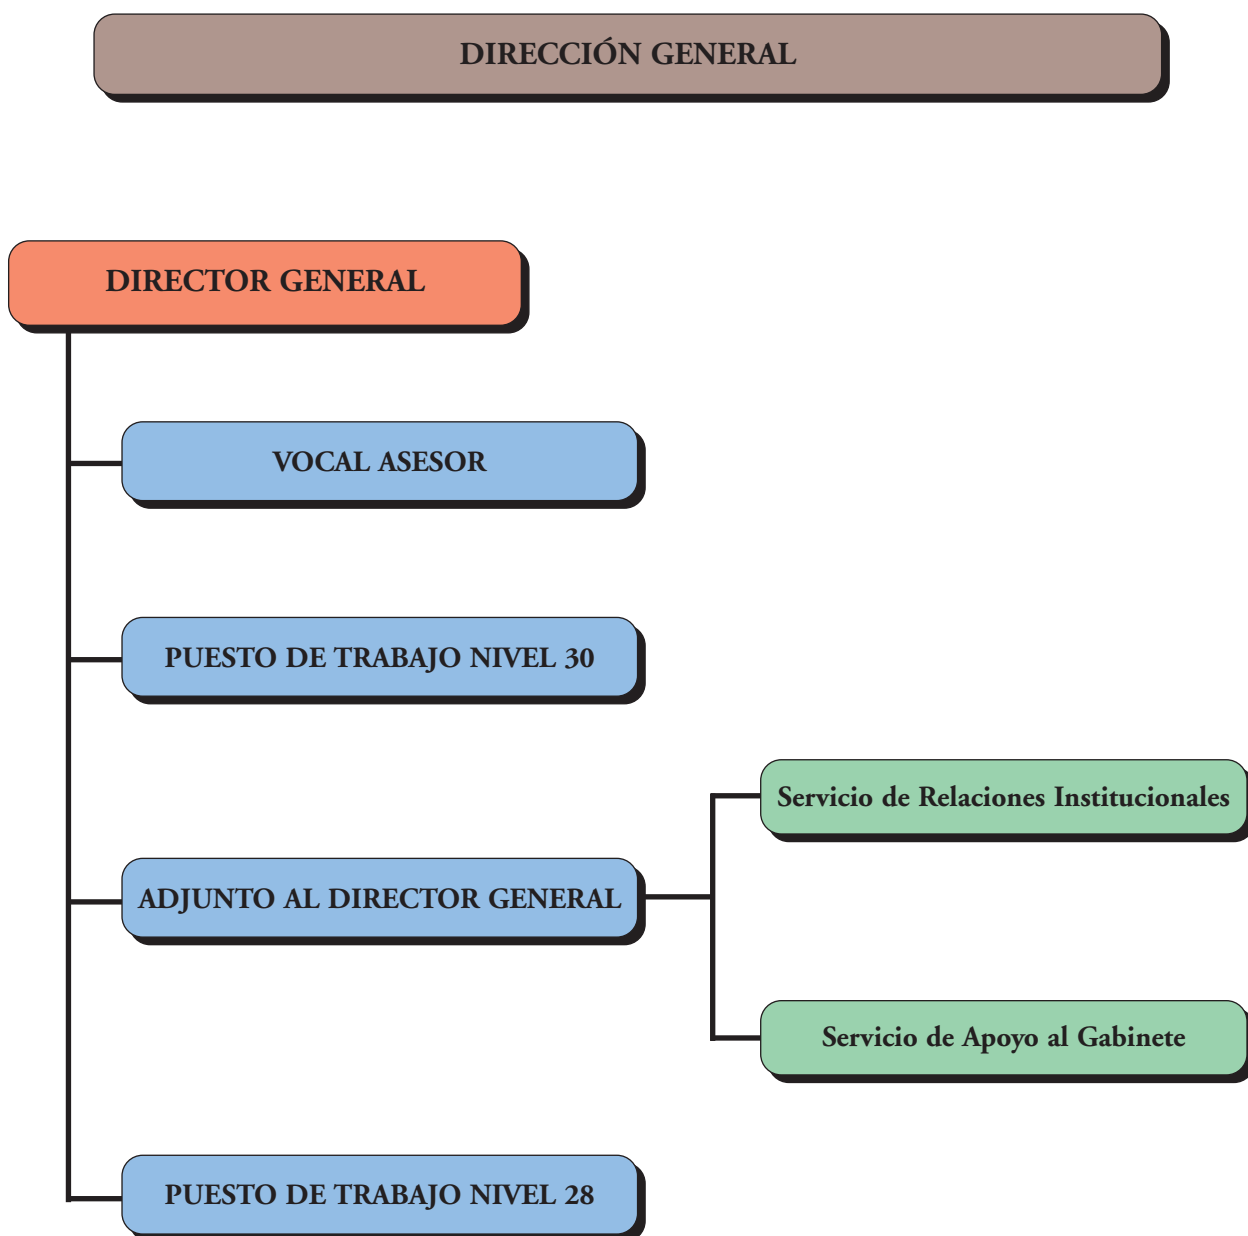 DIRECCIÓN GENERAL
DIRECTOR GENERAL
VOCAL ASESOR
PUESTO DE TRABAJO NIVEL 30
Servicio de Relaciones Institucionales
ADJUNTO AL DIRECTOR GENERAL
Servicio de Apoyo al Gabinete
PUESTO DE TRABAJO NIVEL 28